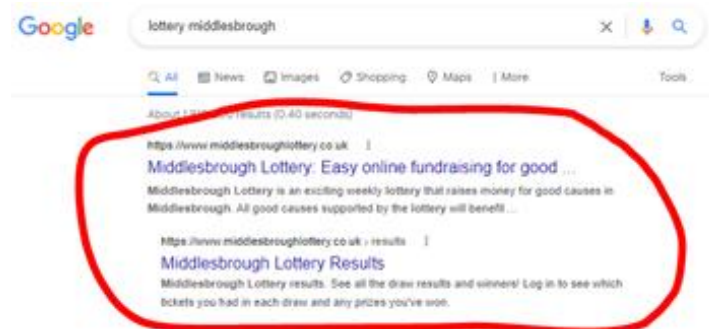 Google
lottery middlesbrough
All News Images Shopping Maps More Tools
About results (0.40 seconds)
https://www.middlesbroughlottery.co.uk
Middlesbrough Lottery: Easy online fundraising for good ...
Middlesbrough Lottery is an exciting weekly lottery that raises money for good causes in
Middlesbrough. All good causes supported by the lottery will benefit ...
https://www.middlesbroughlottery.co.uk › results
Middlesbrough Lottery Results
Middlesbrough Lottery results. See all the draw results and winners! Log in to see which
tickets you had in each draw and any prizes you've won.